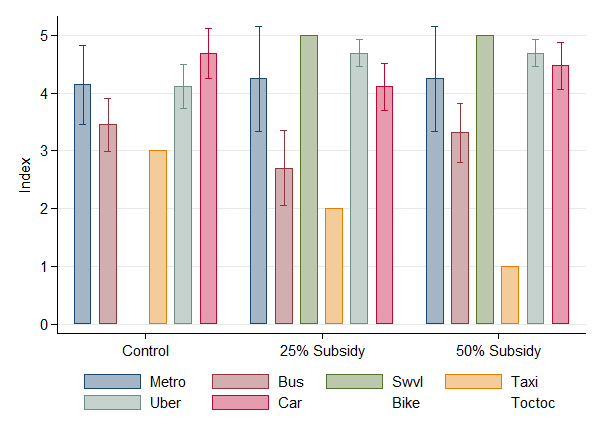 5
4
3
2
1
0
Index
Control 25% Subsidy 50% Subsidy
Metro Bus Swvl Taxi
Uber Car Bike Toctoc